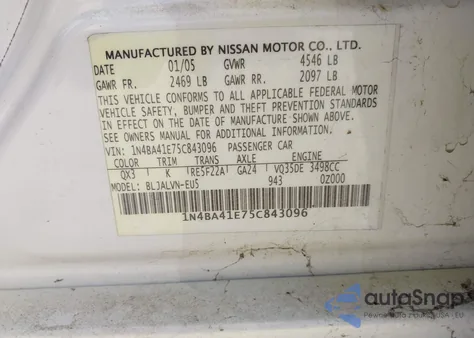 MANUFACTURED BY NISSAN MOTOR CO., LTD.
DATE 01/05 GVWR 4546 LB
GAWR FR. 2469 LB GAWR RR. 2097 LB
THIS VEHICLE CONFORMS TO ALL APPLICABLE FEDERAL MOTOR
VEHICLE SAFETY, BUMPER AND THEFT PREVENTION STANDARDS
IN EFFECT ON THE DATE OF MANUFACTURE SHOWN ABOVE.
SEE OWNERS MANUAL FOR ADDITIONAL INFORMATION.
VIN: 1N4BA41E75C843096 PASSENGER CAR
COLOR TRIM TRANS AXLE ENGINE
QX3 K RE5F22A GA24 VQ35DE 3498CC
MODEL: BLJALVN-EUS 943 0Z000
1N4BA41E75C843096
autoSnap